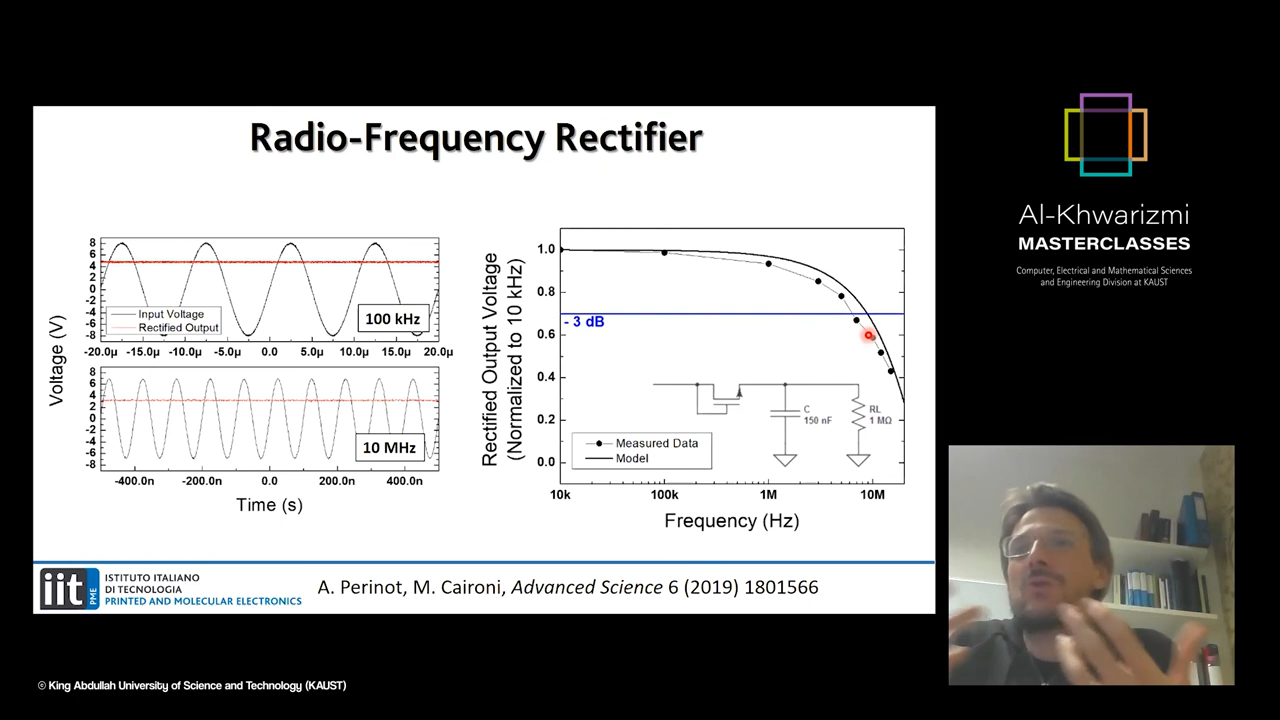 Radio-Frequency Rectifier
Voltage (V)
8
6
4
2
0
-2
-4
-6
-8
Input Voltage
Rectified Output
100 kHz
-20.0µ -15.0µ -10.0µ -5.0µ 0.0 5.0µ 10.0µ 15.0µ 20.0µ
8
6
4
2
0
-2
-4
-6
-8
10 MHz
-400.0n -200.0n 0.0 200.0n 400.0n
Time (s)
Rectified Output Voltage
(Normalized to 10 kHz)
1.0
0.8
0.6
0.4
0.2
0.0
- 3 dB
C
150 nF
RL
1 MΩ
Measured Data
Model
10k 100k 1M 10M
Frequency (Hz)
iit
PME
ISTITUTO ITALIANO
DI TECNOLOGIA
PRINTED AND MOLECULAR ELECTRONICS
A. Perinot, M. Caironi, Advanced Science 6 (2019) 1801566
Al-Khwarizmi
MASTERCLASSES
Computer, Electrical and Mathematical Sciences
and Engineering Division at KAUST
© King Abdullah University of Science and Technology (KAUST)